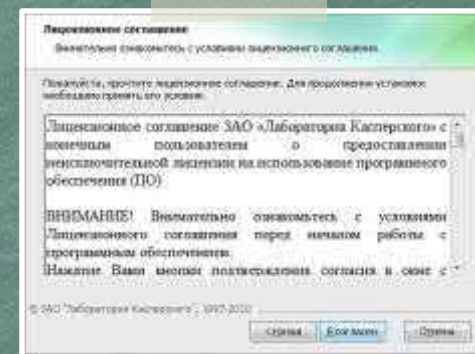 Лицензионное соглашение
Внимательно ознакомьтесь с условиями лицензионного соглашения.
Пожалуйста, прочтите лицензионное соглашение. Для продолжения установки
необходимо принять его условия.
Лицензионное соглашение ЗАО «Лаборатория Касперского» с
конечным пользователем о предоставлении
неисключительной лицензии на использование программного
обеспечения (ПО)
ВНИМАНИЕ! Внимательно ознакомьтесь с условиями
Лицензионного соглашения перед началом работы с
программным обеспечением.
Нажатие Вами кнопки подтверждения согласия в окне с
© ЗАО "Лаборатория Касперского", 1997-2010
Я согласен Отмена